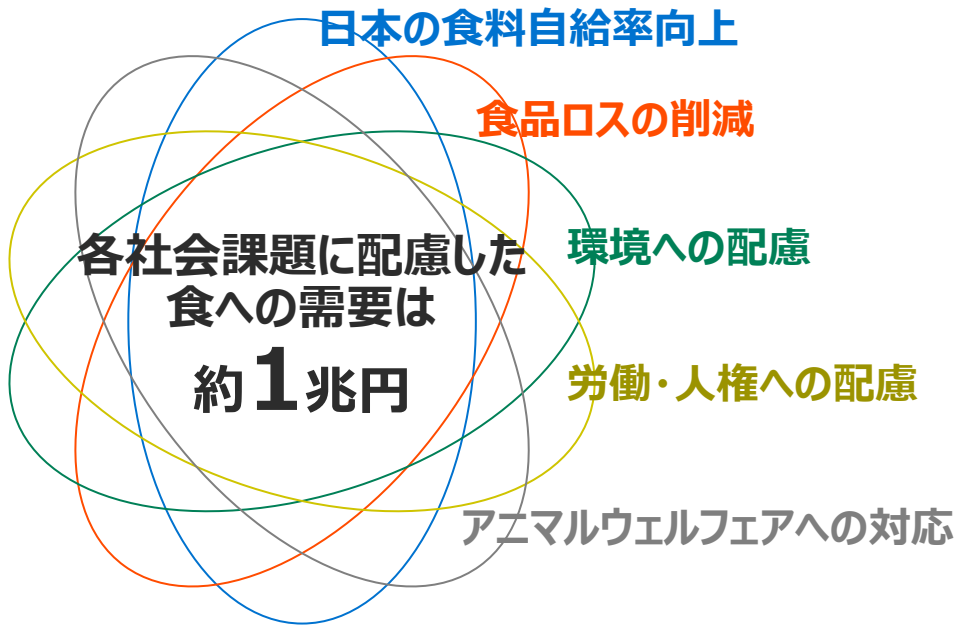 日本の食料自給率向上
食品ロスの削減
環境への配慮
各社会課題に配慮した
食への需要は
約1兆円
労働・人権への配慮
アニマルウェルフェアへの対応